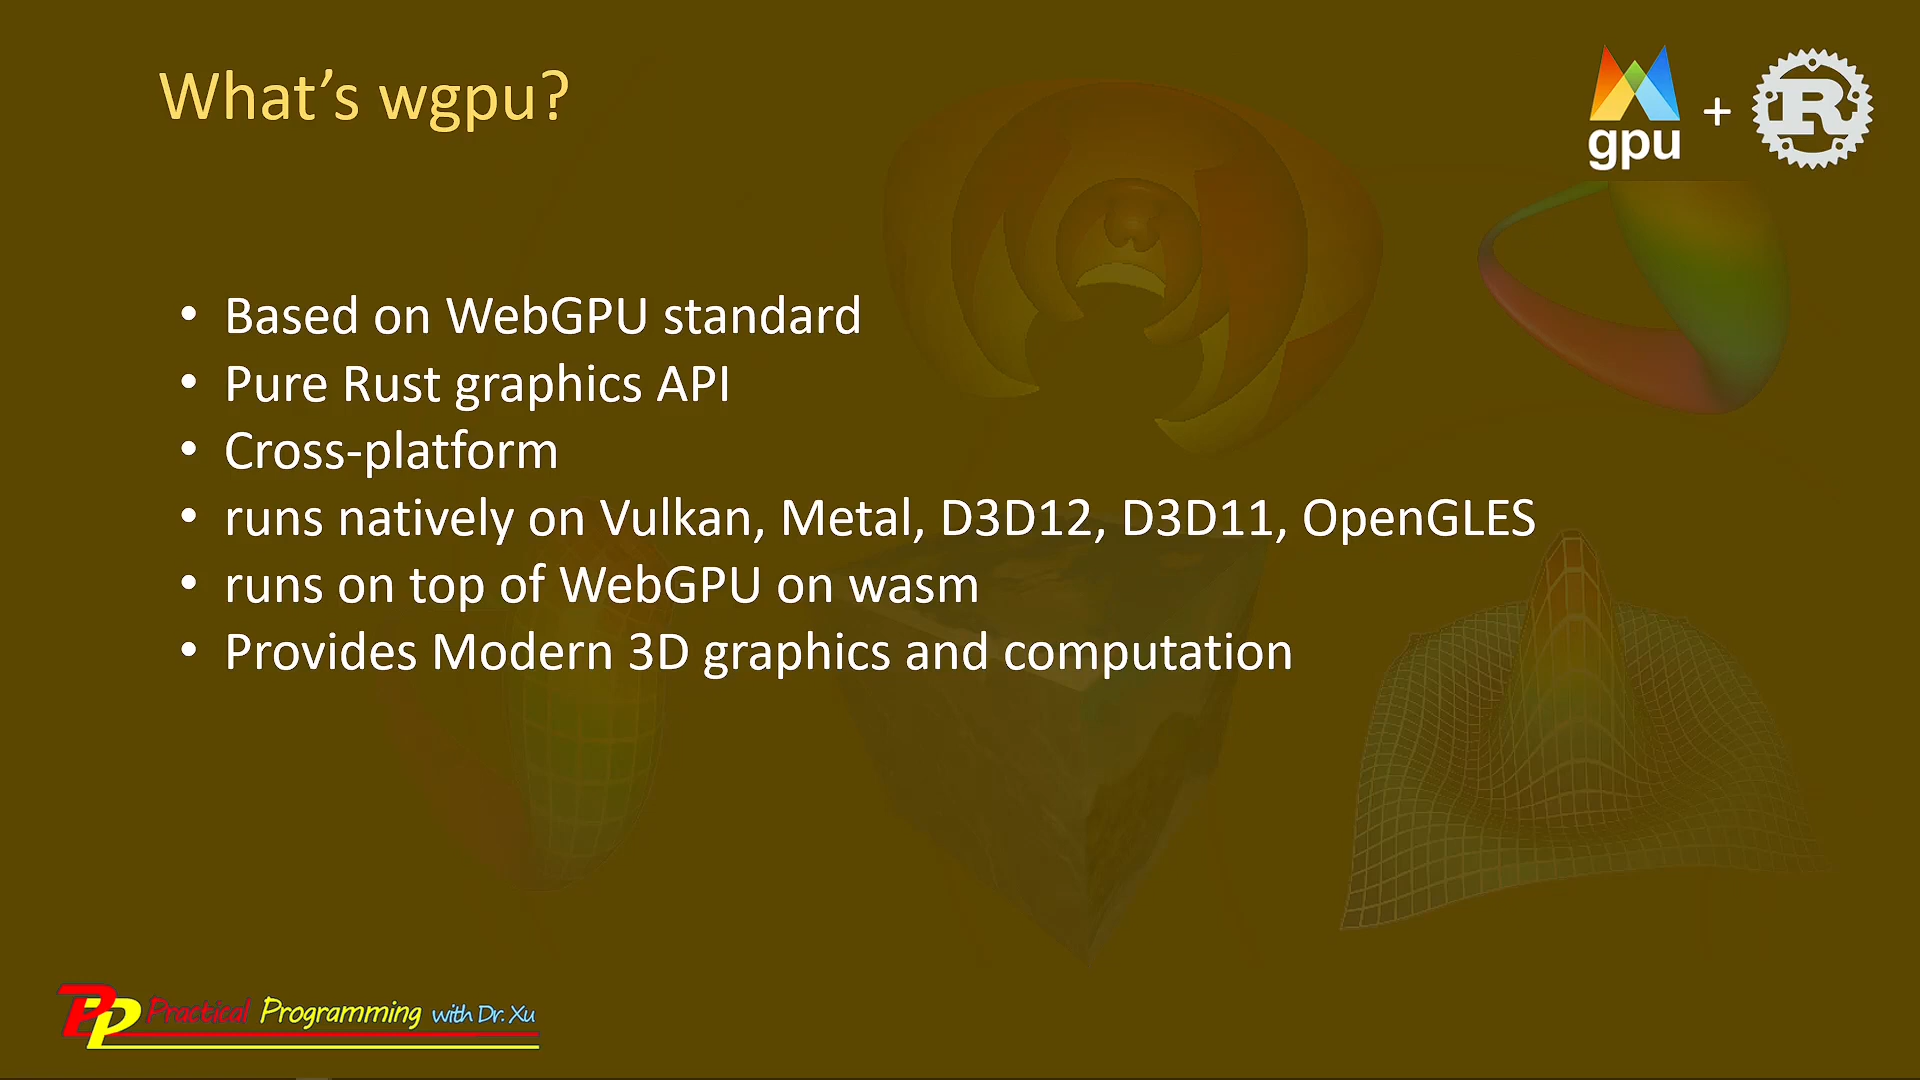 What’s wgpu?
gpu + R
• Based on WebGPU standard
• Pure Rust graphics API
• Cross-platform
• runs natively on Vulkan, Metal, D3D12, D3D11, OpenGLES
• runs on top of WebGPU on wasm
• Provides Modern 3D graphics and computation
PP Practical Programming with Dr. Xu